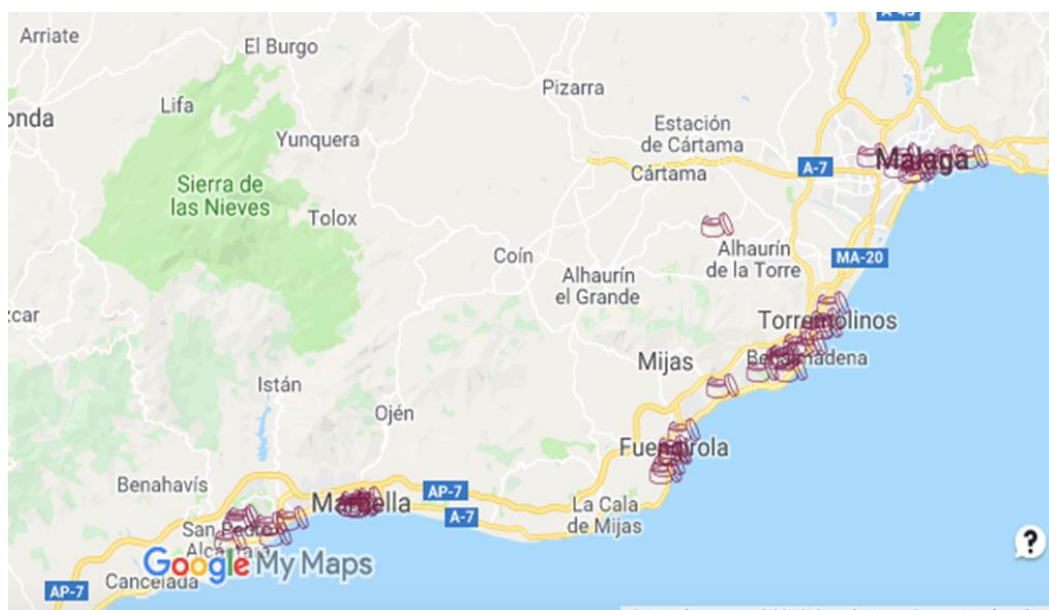 A-45
Arriate
El Burgo
Pizarra
Lifa
onda
Estación
de Cártama
Yunquera
Málaga
A-7
Cártama
Sierra de
las Nieves
Tolox
Coín
Alhaurín
de la Torre
MA-20
Alhaurín
el Grande
zcar
Torremolinos
Mijas
Benalmádena
Istán
Ojén
Fuengirola
Benahavís
AP-7
Marbella
A-7
La Cala
de Mijas
San Pedro
Alcántara
?
Google My Maps
Cancelada
AP-7